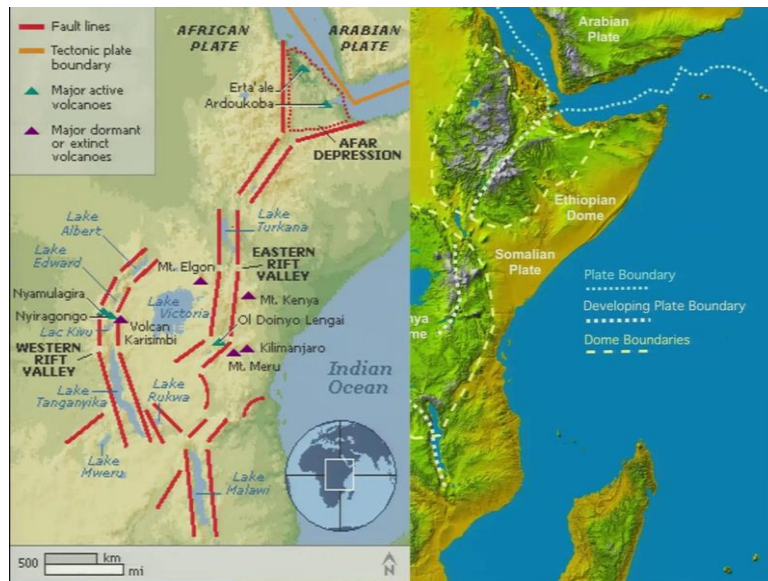 Fault lines
Tectonic plate
boundary
Major active
volcanoes
Major dormant
or extinct
volcanoes
AFRICAN
PLATE
ARABIAN
PLATE
Erta'ale
Ardoukoba
AFAR
DEPRESSION
Lake
Turkana
Lake
Albert
Lake
Edward
Mt. Elgon
EASTERN
RIFT
VALLEY
Nyamulagira
Nyiragongo
Lac Kivu
Volcan
Karisimbi
Lake
Victoria
Mt. Kenya
Ol Doinyo Lengai
Kilimanjaro
Mt. Meru
WESTERN
RIFT
VALLEY
Lake
Tanganyika
Lake
Rukwa
Indian
Ocean
Lake
Mweru
Lake
Malawi
500
km
mi
N
Arabian
Plate
Ethiopian
Dome
Somalian
Plate
nya
me
Plate Boundary
Developing Plate Boundary
Dome Boundaries